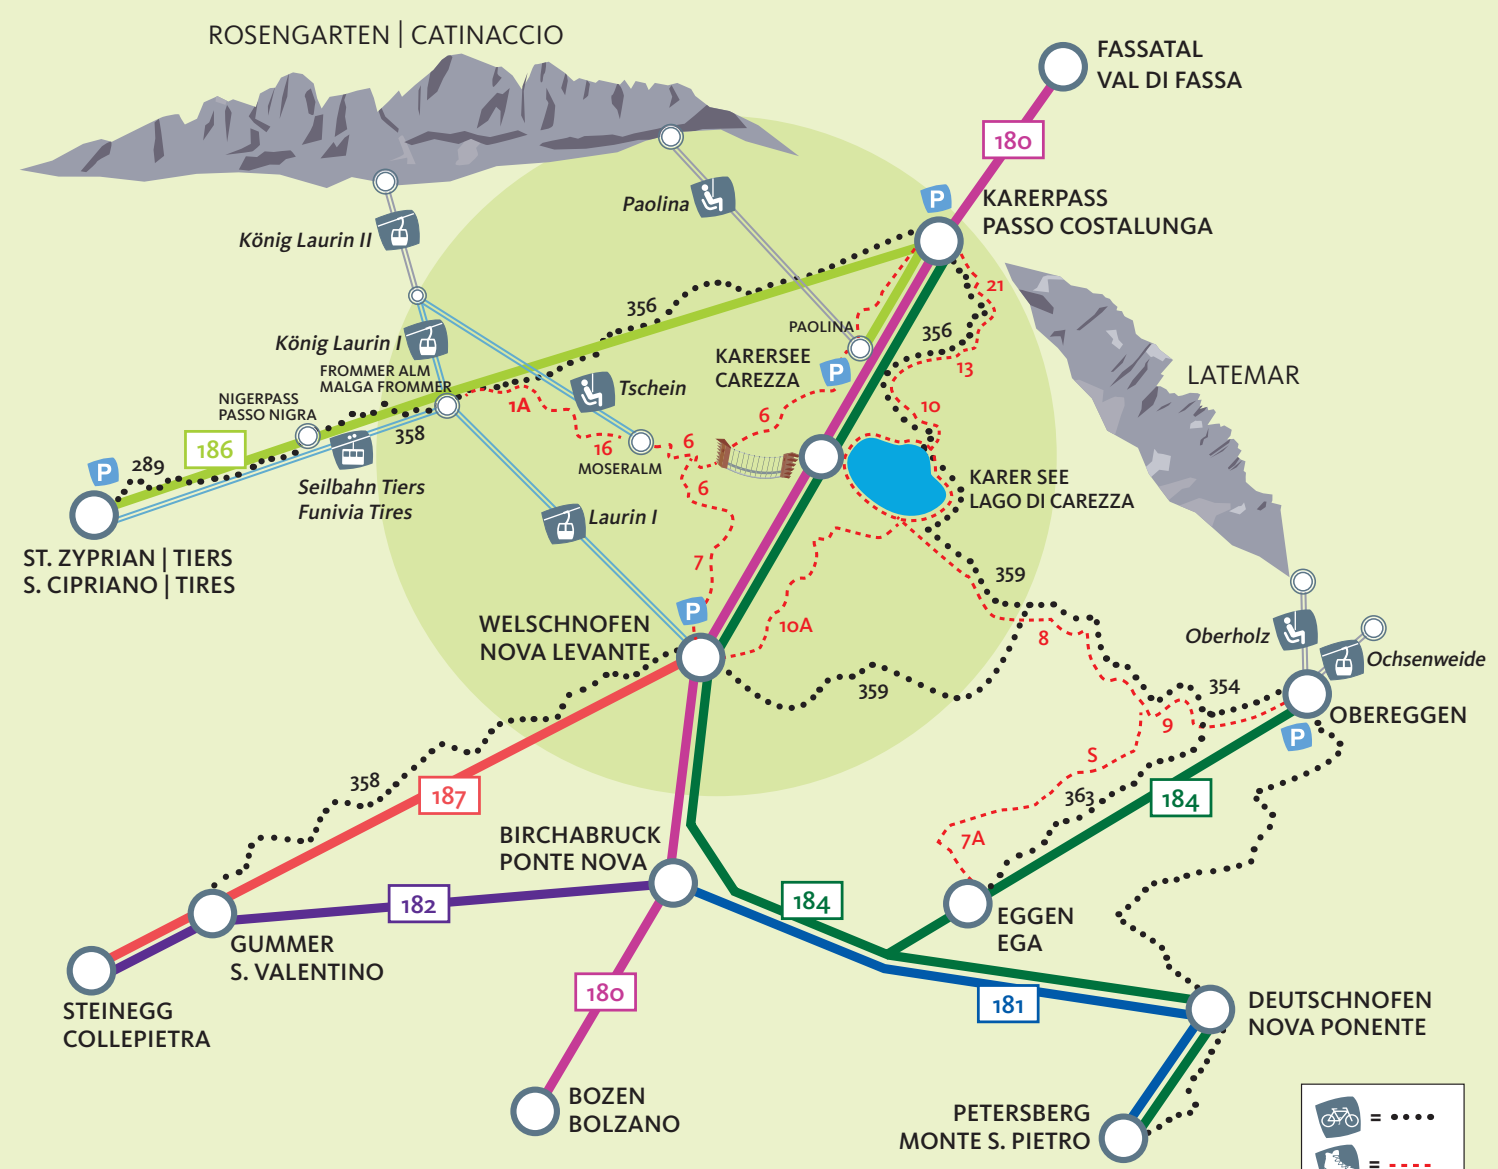 ROSENGARTEN | CATINACCIO
FASSATAL
VAL DI FASSA
180
P
KARERPASS
PASSO COSTALUNGA
Paolina
König Laurin II
21
356
356
PAOLINA
König Laurin I
KARERSEE
CAREZZA
P
13
LATEMAR
FROMMER ALM
MALGA FROMMER
Tschein
NIGERPASS
PASSO NIGRA
1A
6
10
186
358
16
6
MOSERALM
289
P
KARER SEE
LAGO DI CAREZZA
Seilbahn Tiers
Funivia Tires
6
Laurin I
ST. ZYPRIAN | TIERS
S. CIPRIANO | TIRES
7
359
P
WELSCHNOFEN
NOVA LEVANTE
10A
8
Oberholz
Ochsenweide
359
354
OBEREGGEN
9
P
S
358
187
363
184
BIRCHABRUCK
PONTE NOVA
7A
182
184
EGGEN
EGA
GUMMER
S. VALENTINO
180
181
STEINEGG
COLLEPIETRA
DEUTSCHNOFEN
NOVA PONENTE
BOZEN
BOLZANO
PETERSBERG
MONTE S. PIETRO
=
=